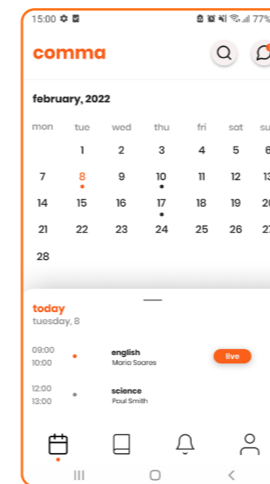 15:00 77%
comma
february, 2022
mon tue wed thu fri sat su
1 2 3 4 5 6
7 8 9 10 11 12 13
14 15 16 17 18 19 20
21 22 23 24 25 26 27
28
today
tuesday, 8
09:00 english live
10:00 Maria Soares
12:00 science
13:00 Paul Smith